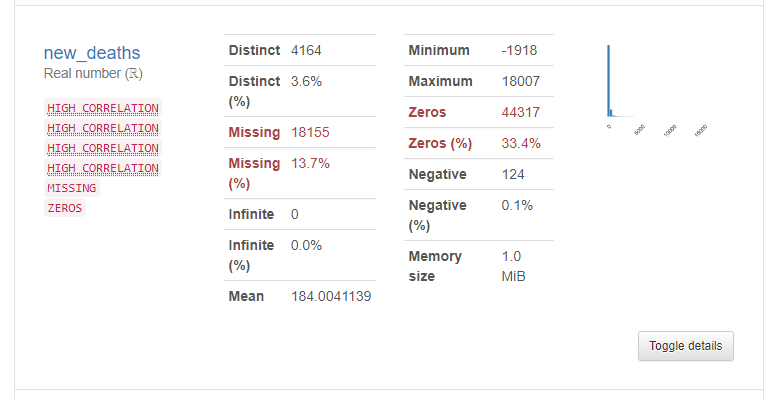 new_deaths
Real number (ℝ)
HIGH CORRELATION
HIGH CORRELATION
HIGH CORRELATION
HIGH CORRELATION
MISSING
ZEROS
Distinct 4164
Distinct (%) 3.6%
Missing 18155
Missing (%) 13.7%
Infinite 0
Infinite (%) 0.0%
Mean 184.0041139
Minimum -1918
Maximum 18007
Zeros 44317
Zeros (%) 33.4%
Negative 124
Negative (%) 0.1%
Memory size 1.0 MiB
0 5000 10000 15000
Toggle details